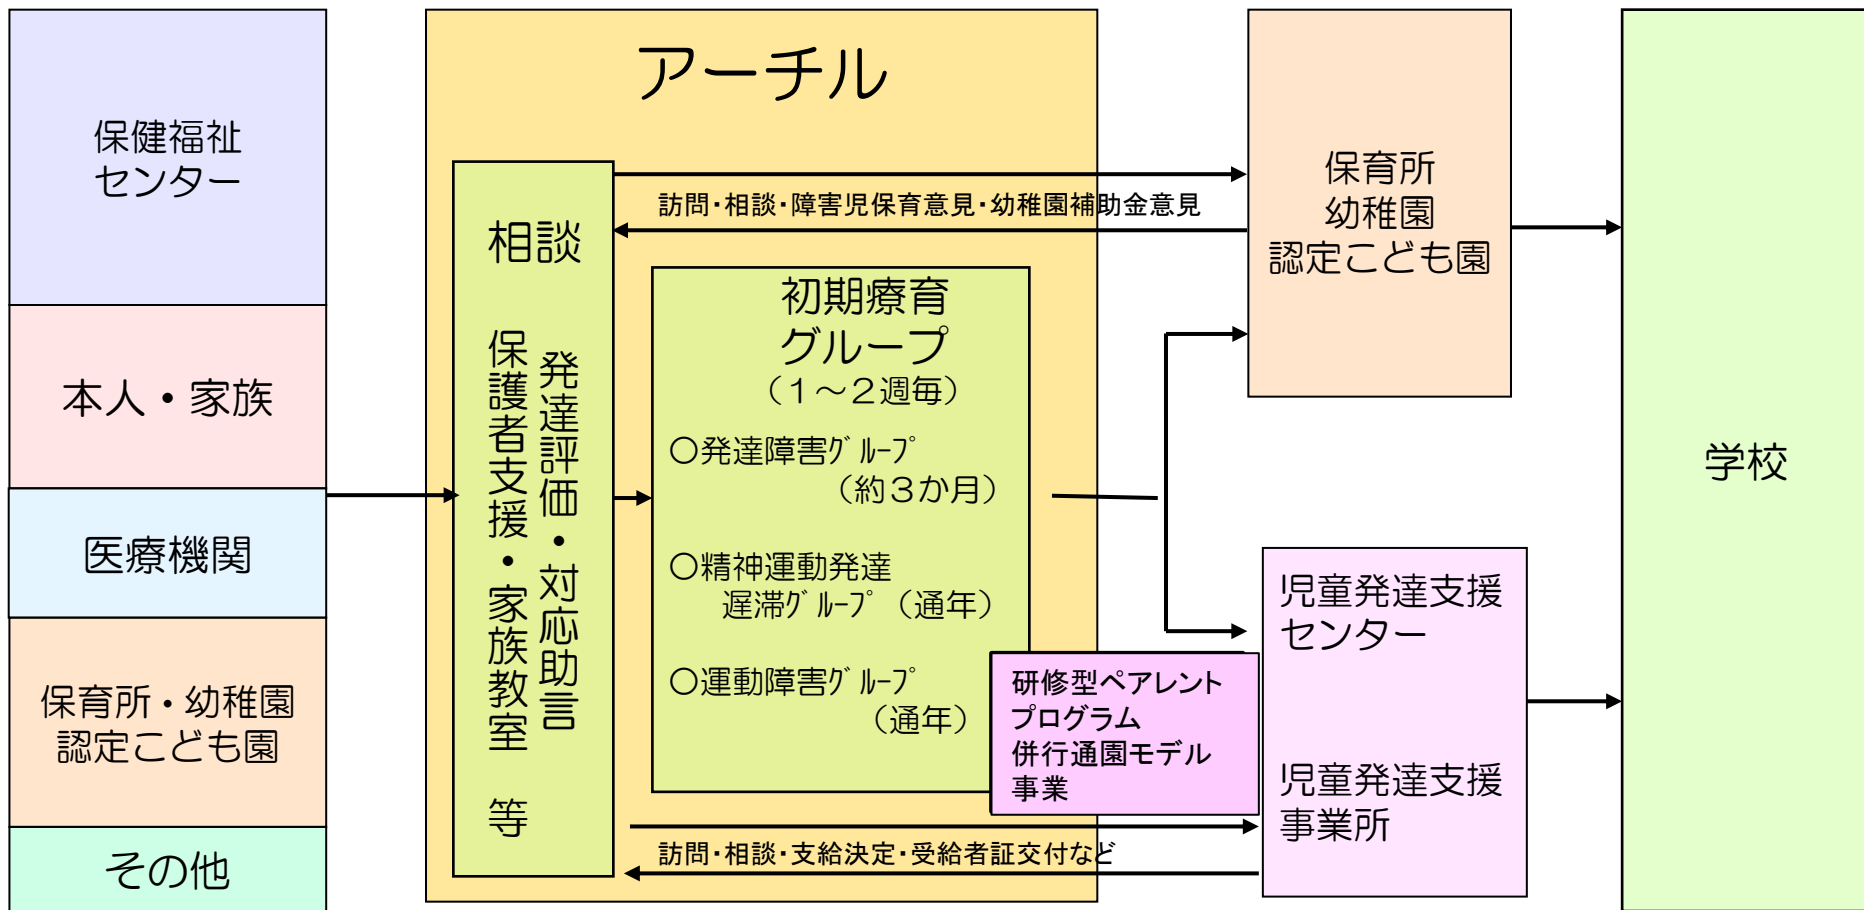 保健福祉
センター
本人・家族
医療機関
保育所・幼稚園
認定こども園
その他
アーチル
相談
発達評価・対応助言
保護者支援・家族教室 等
訪問・相談・障害児保育意見・幼稚園補助金意見
初期療育
グループ
（１～２週毎）
○発達障害ｸﾞﾙｰﾌﾟ
（約３か月）
○精神運動発達
遅滞ｸﾞﾙｰﾌﾟ（通年）
○運動障害ｸﾞﾙｰﾌﾟ
（通年）
研修型ペアレント
プログラム
併行通園モデル
事業
訪問・相談・支給決定・受給者証交付など
保育所
幼稚園
認定こども園
児童発達支援
センター
児童発達支援
事業所
学校